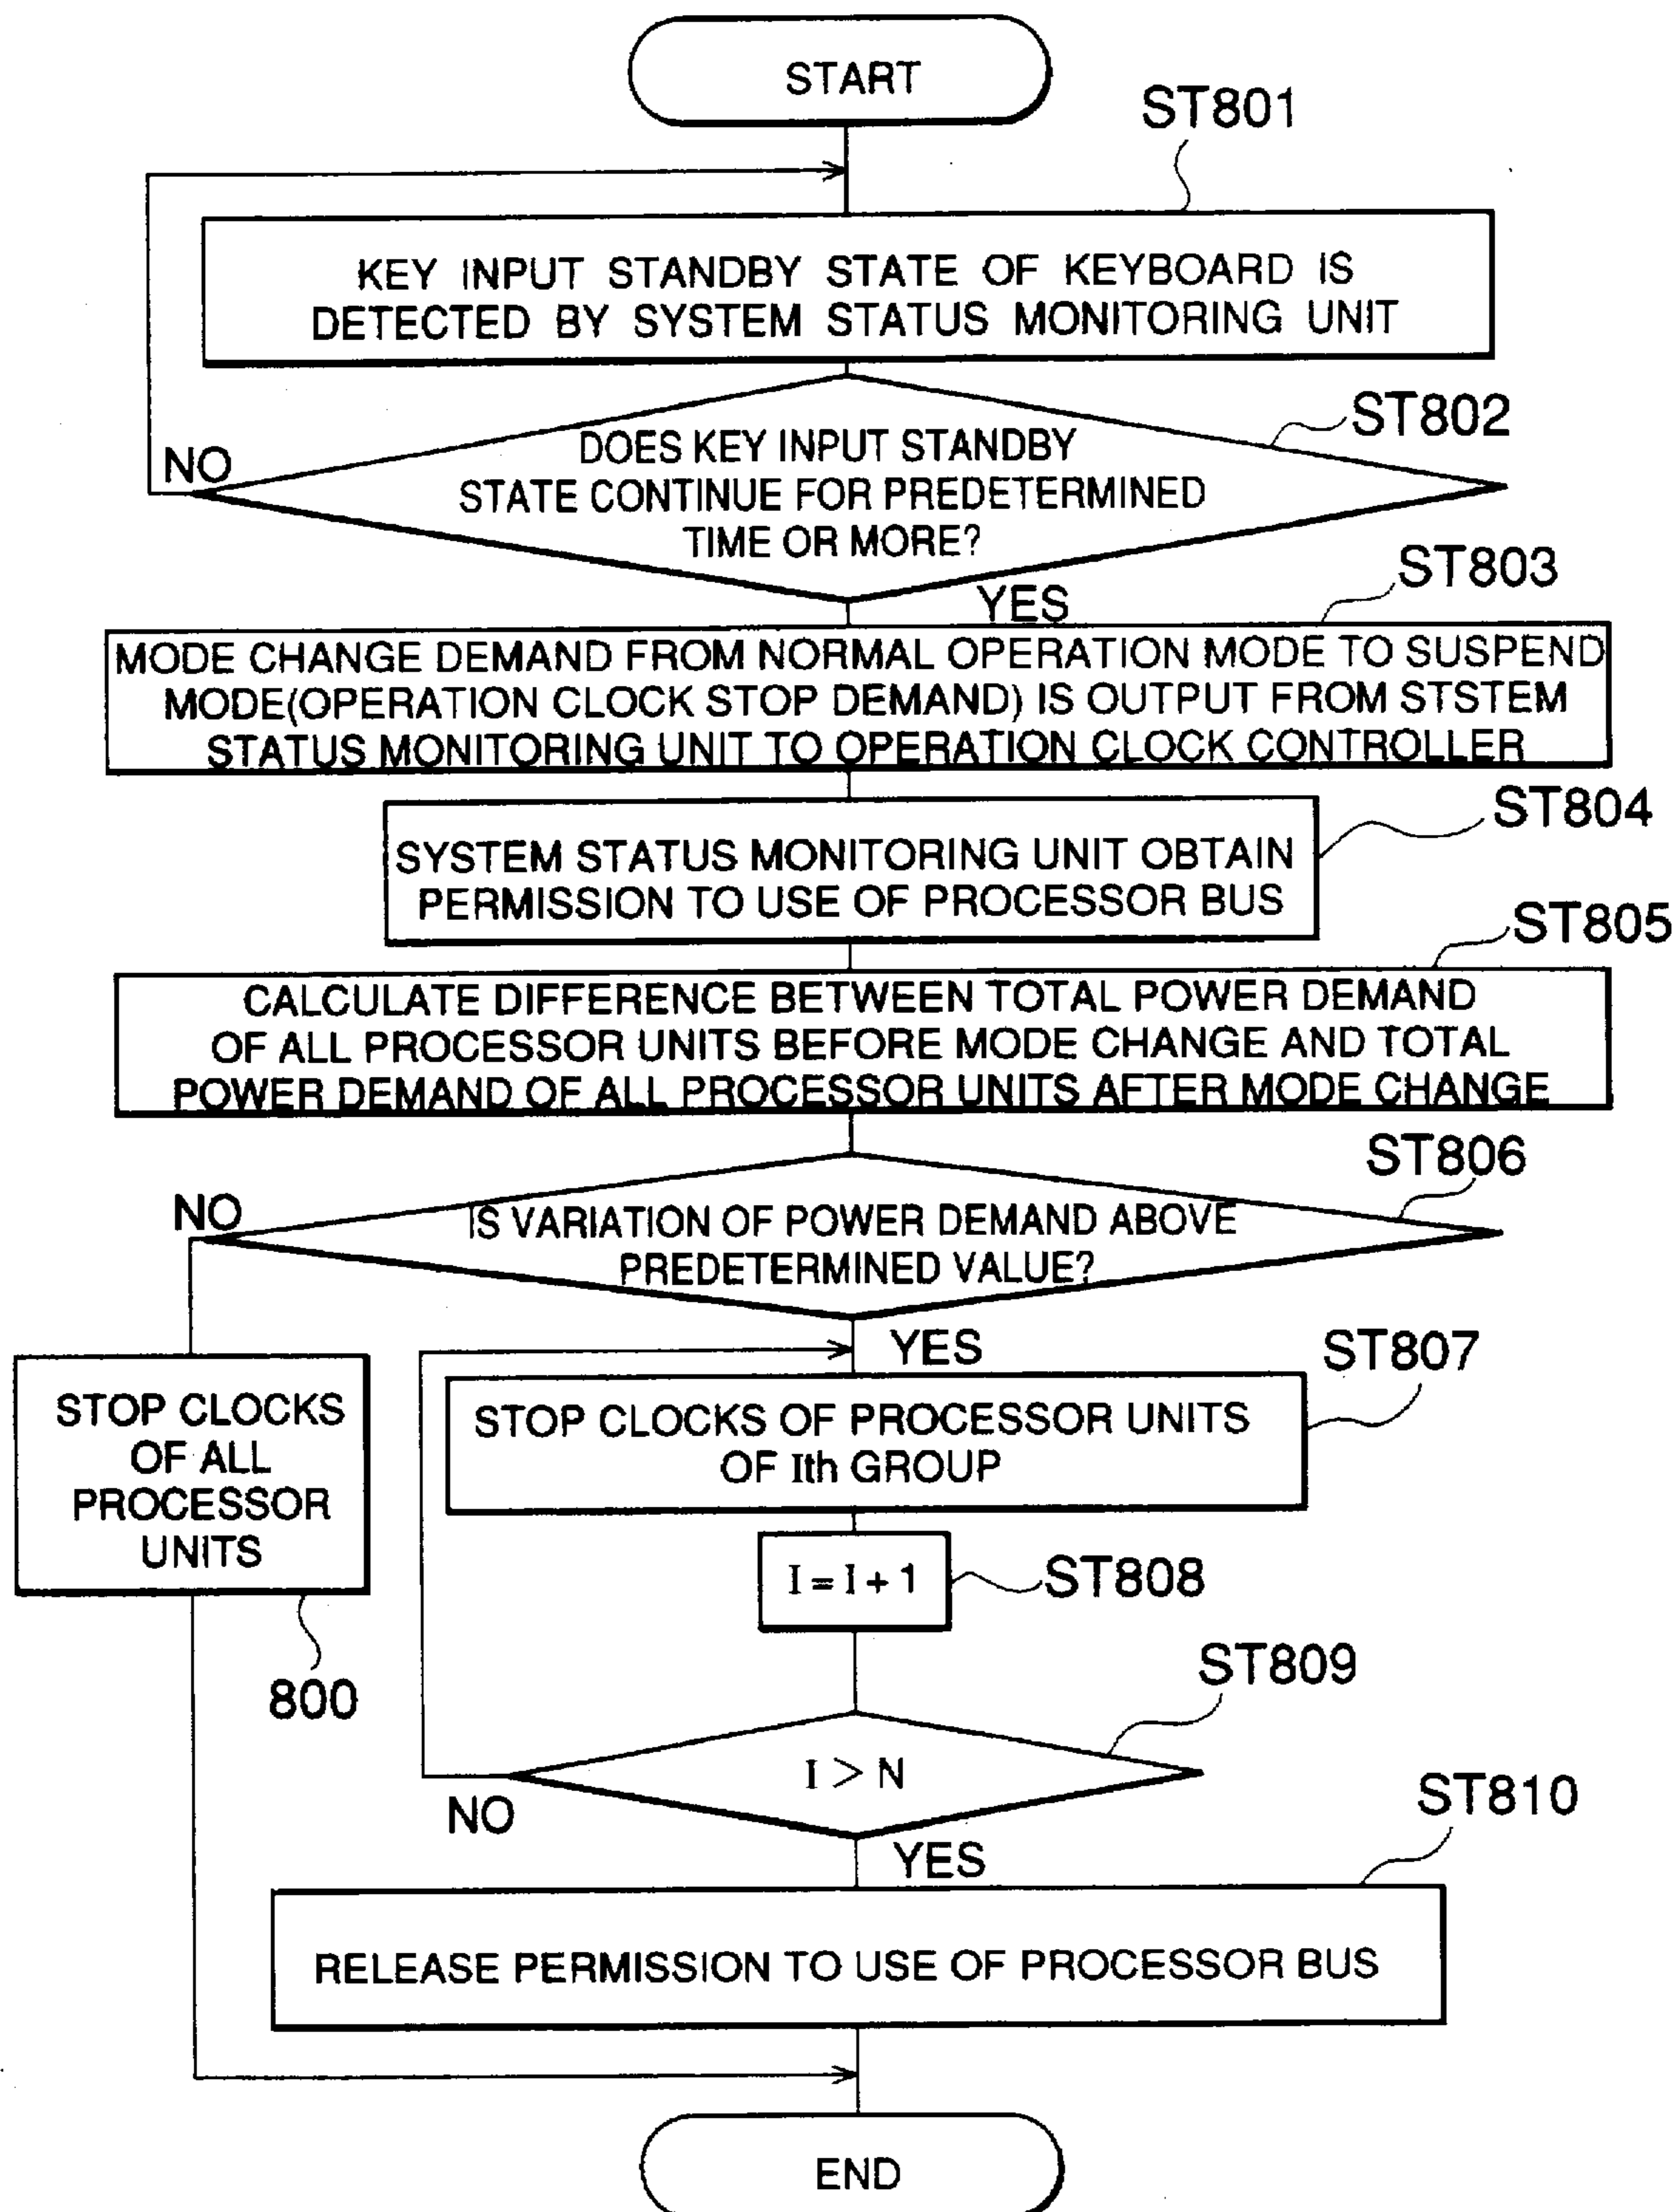 START
ST801
KEY INPUT STANDBY STATE OF KEYBOARD IS
DETECTED BY SYSTEM STATUS MONITORING UNIT
ST802
NO
DOES KEY INPUT STANDBY
STATE CONTINUE FOR PREDETERMINED
TIME OR MORE?
ST803
YES
MODE CHANGE DEMAND FROM NORMAL OPERATION MODE TO SUSPEND
MODE(OPERATION CLOCK STOP DEMAND) IS OUTPUT FROM STSTEM
STATUS MONITORING UNIT TO OPERATION CLOCK CONTROLLER
ST804
SYSTEM STATUS MONITORING UNIT OBTAIN
PERMISSION TO USE OF PROCESSOR BUS
ST805
CALCULATE DIFFERENCE BETWEEN TOTAL POWER DEMAND
OF ALL PROCESSOR UNITS BEFORE MODE CHANGE AND TOTAL
POWER DEMAND OF ALL PROCESSOR UNITS AFTER MODE CHANGE
ST806
NO
IS VARIATION OF POWER DEMAND ABOVE
PREDETERMINED VALUE?
YES
ST807
STOP CLOCKS
OF ALL
PROCESSOR
UNITS
STOP CLOCKS OF PROCESSOR UNITS
OF Ith GROUP
I = I + 1
ST808
800
ST809
I > N
NO
ST810
YES
RELEASE PERMISSION TO USE OF PROCESSOR BUS
END